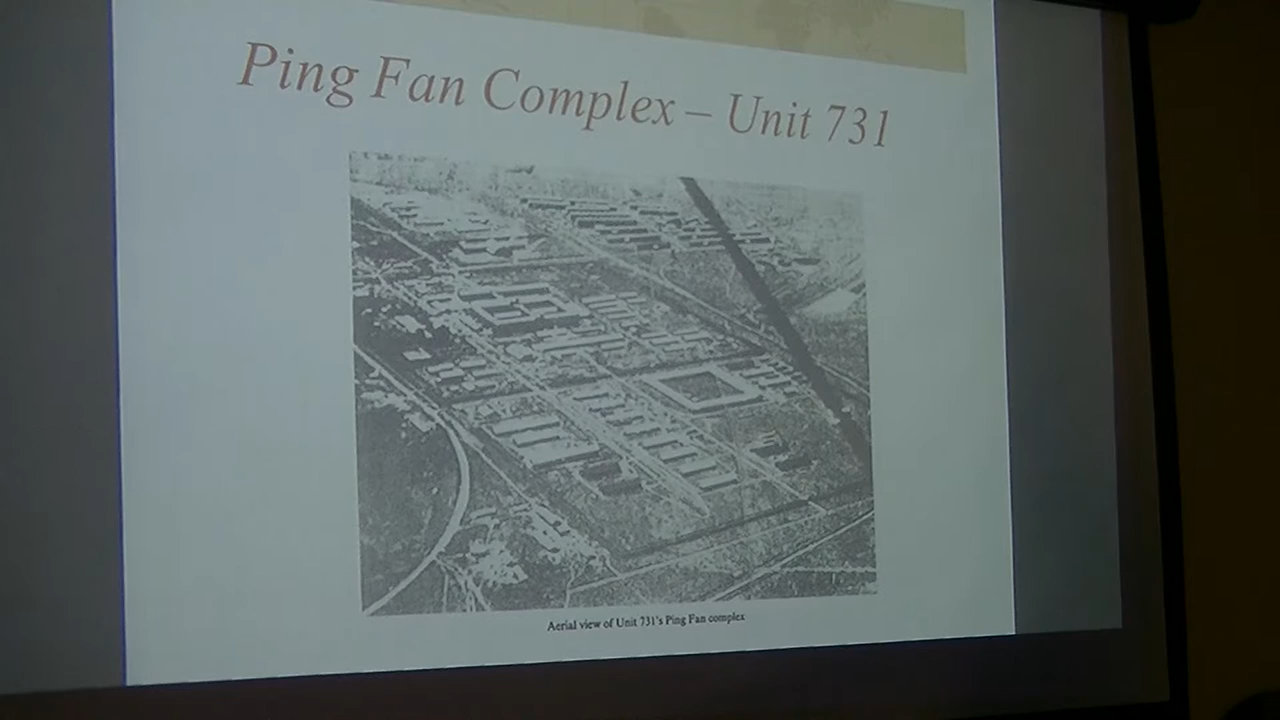 Ping Fan Complex – Unit 731
Aerial view of Unit 731's Ping Fan complex